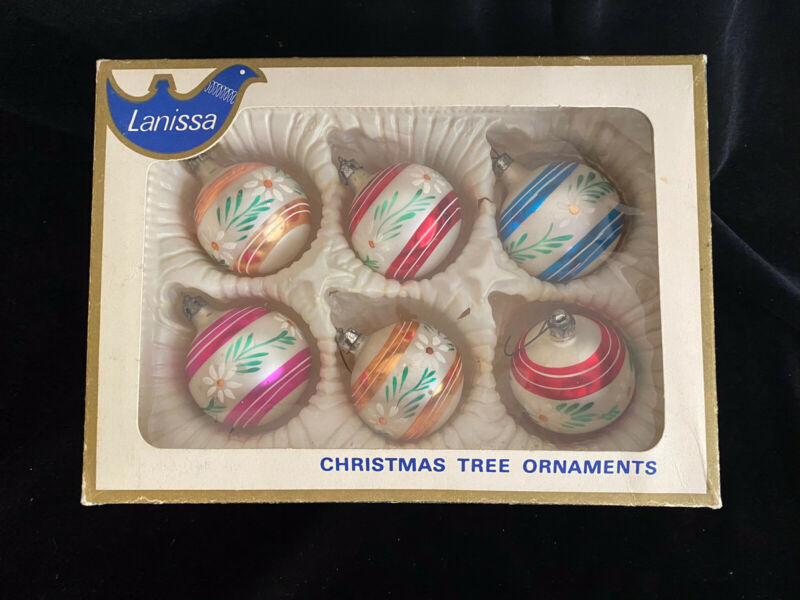 Lanissa
CHRISTMAS TREE ORNAMENTS